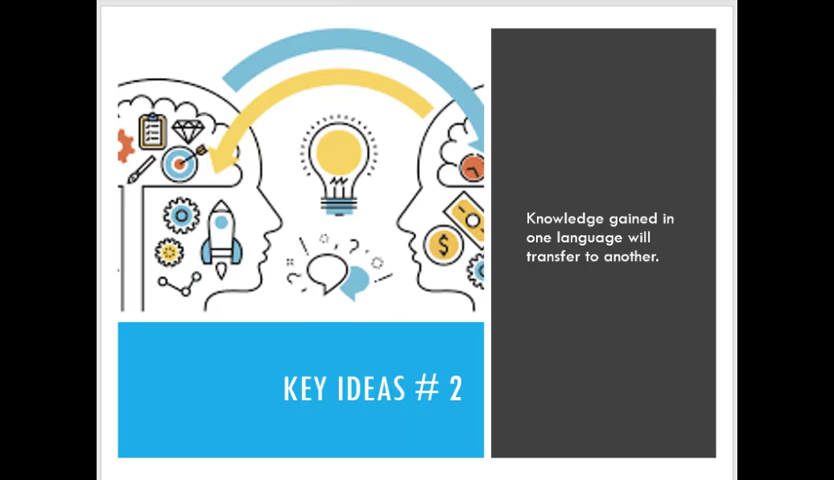 Knowledge gained in
one language will
transfer to another.
KEY IDEAS # 2